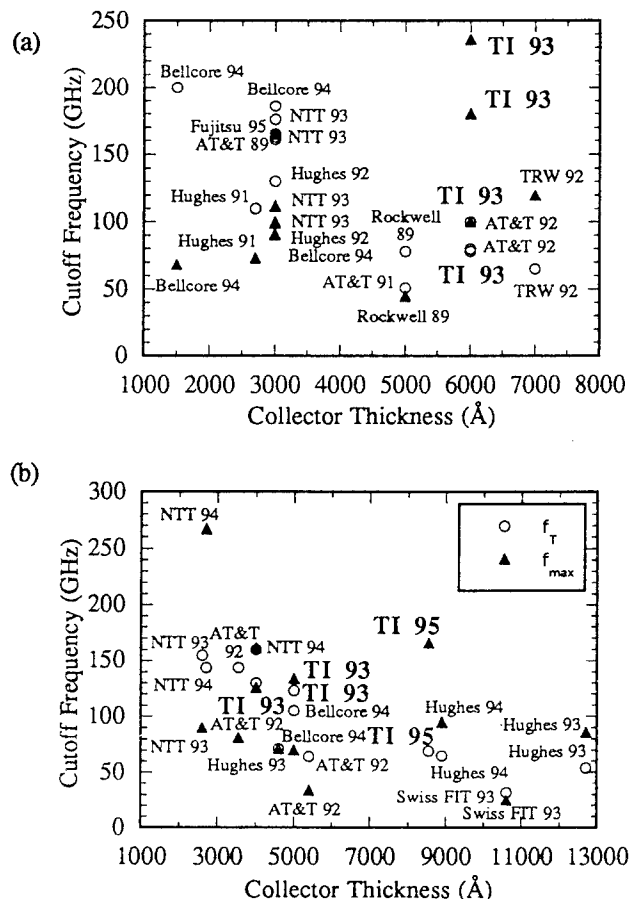 (a)
250
200
150
100
50
0
Cutoff Frequency (GHz)
TI 93
Bellcore 94
Bellcore 94
TI 93
NTT 93
Fujitsu 95
NTT 93
AT&T 89
Hughes 92
TI 93
TRW 92
Hughes 91
NTT 93
NTT 93
Rockwell
89
AT&T 92
Hughes 91
Hughes 92
AT&T 92
Bellcore 94
Bellcore 94
AT&T 91
TI 93
TRW 92
Rockwell 89
1000 2000 3000 4000 5000 6000 7000 8000
Collector Thickness (Å)
(b)
300
250
200
150
100
50
0
Cutoff Frequency (GHz)
NTT 94
f_T
f_max
TI 95
NTT 93
AT&T
92
NTT 94
NTT 94
TI 93
TI 93
TI 93
Bellcore 94
Hughes 94
Hughes 93
NTT 93
AT&T 92
Bellcore 94
TI 95
Hughes 93
Hughes 93
AT&T 92
Hughes 94
AT&T 92
Swiss FIT 93
Swiss FIT 93
1000 3000 5000 7000 9000 11000 13000
Collector Thickness (Å)